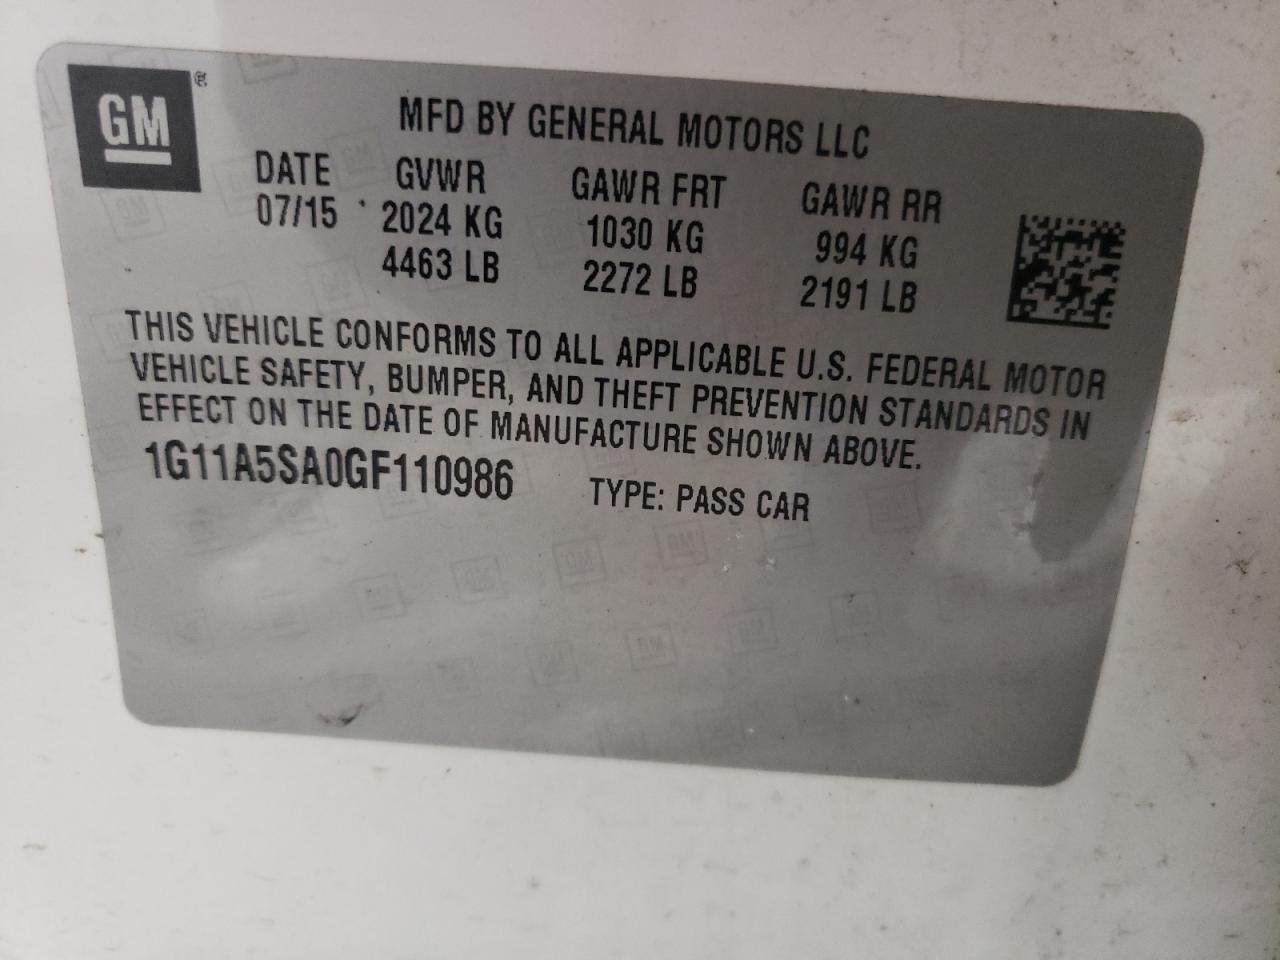 GM ®
MFD BY GENERAL MOTORS LLC
DATE GVWR GAWR FRT GAWR RR
07/15 2024 KG 1030 KG 994 KG
4463 LB 2272 LB 2191 LB
THIS VEHICLE CONFORMS TO ALL APPLICABLE U.S. FEDERAL MOTOR
VEHICLE SAFETY, BUMPER, AND THEFT PREVENTION STANDARDS IN
EFFECT ON THE DATE OF MANUFACTURE SHOWN ABOVE.
1G11A5SA0GF110986 TYPE: PASS CAR